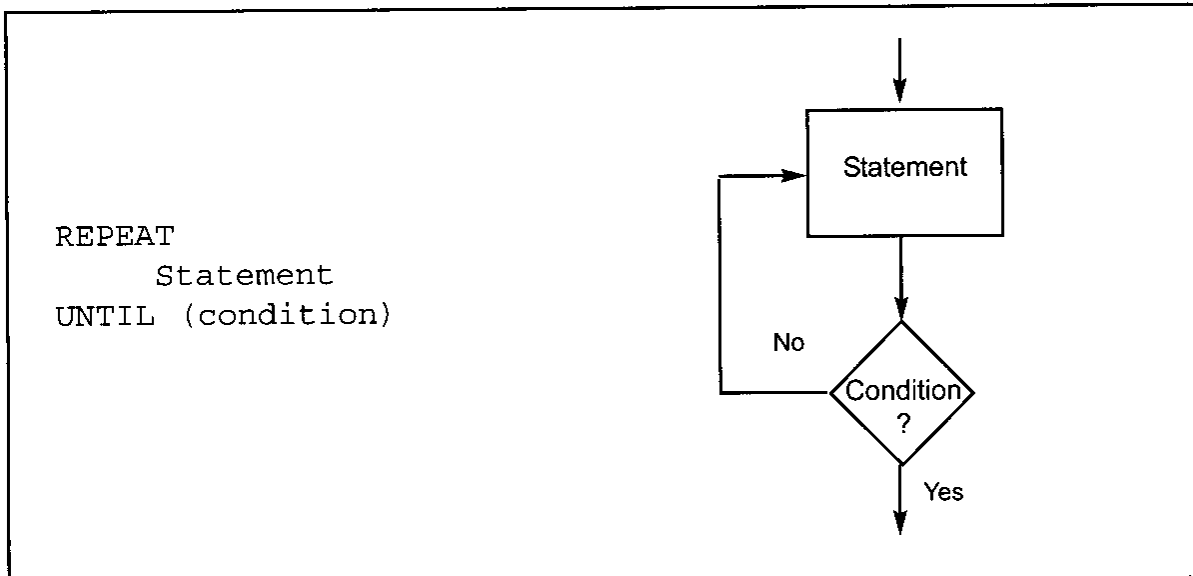 REPEAT
Statement
UNTIL (condition)
Statement
No
Condition
?
Yes